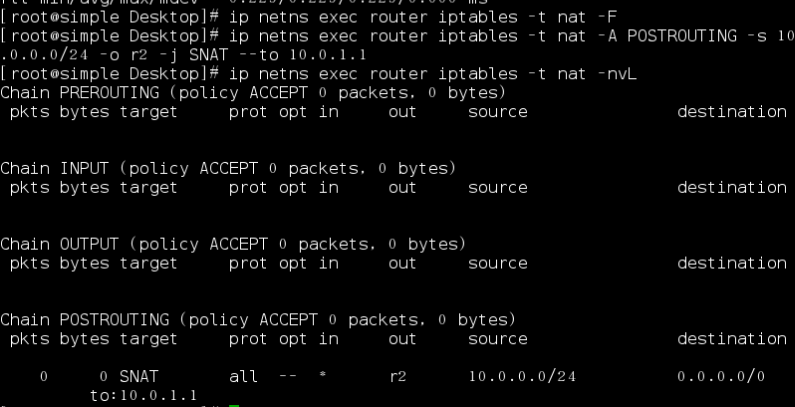 [root@simple Desktop]# ip netns exec router iptables -t nat -F
[root@simple Desktop]# ip netns exec router iptables -t nat -A POSTROUTING -s 10
.0.0.0/24 -o r2 -j SNAT --to 10.0.1.1
[root@simple Desktop]# ip netns exec router iptables -t nat -nvL
Chain PREROUTING (policy ACCEPT 0 packets, 0 bytes)
pkts bytes target prot opt in out source destination
Chain INPUT (policy ACCEPT 0 packets, 0 bytes)
pkts bytes target prot opt in out source destination
Chain OUTPUT (policy ACCEPT 0 packets, 0 bytes)
pkts bytes target prot opt in out source destination
Chain POSTROUTING (policy ACCEPT 0 packets, 0 bytes)
pkts bytes target prot opt in out source destination
0 0 SNAT all -- * r2 10.0.0.0/24 0.0.0.0/0
to:10.0.1.1